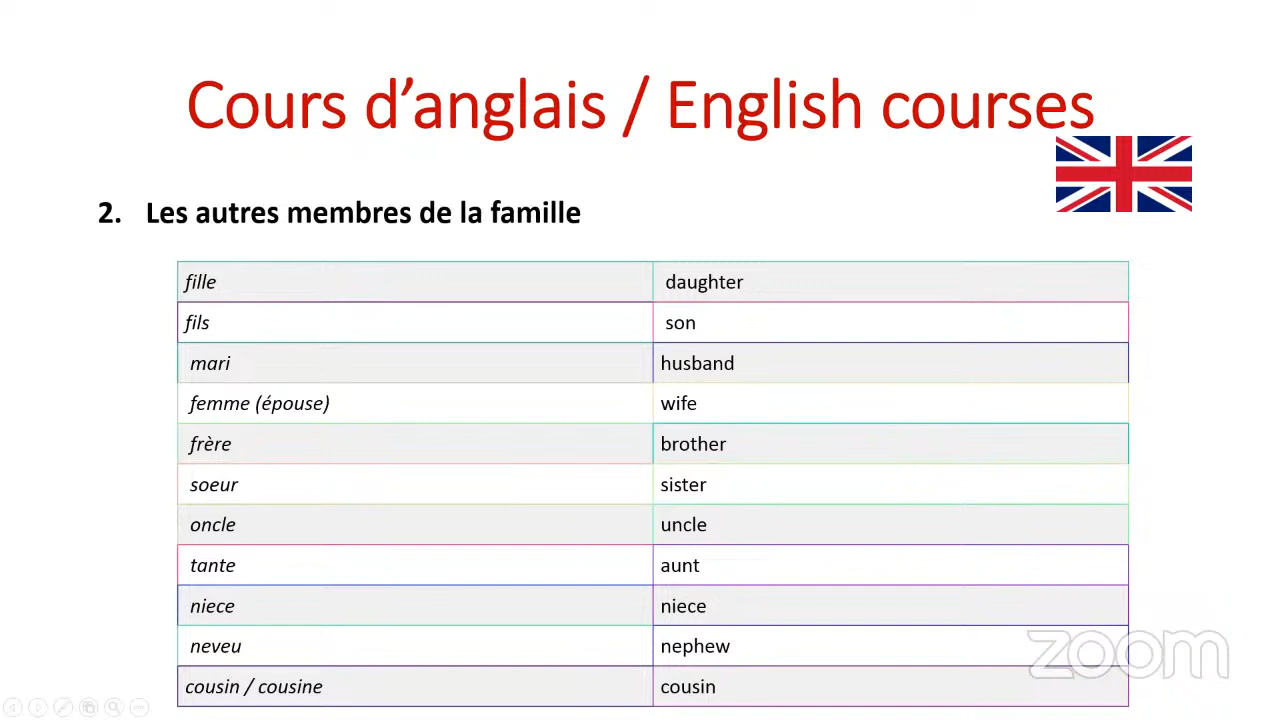 Cours d’anglais / English courses
2. Les autres membres de la famille
fille daughter
fils son
mari husband
femme (épouse) wife
frère brother
soeur sister
oncle uncle
tante aunt
niece niece
neveu nephew
cousin / cousine cousin
zoom